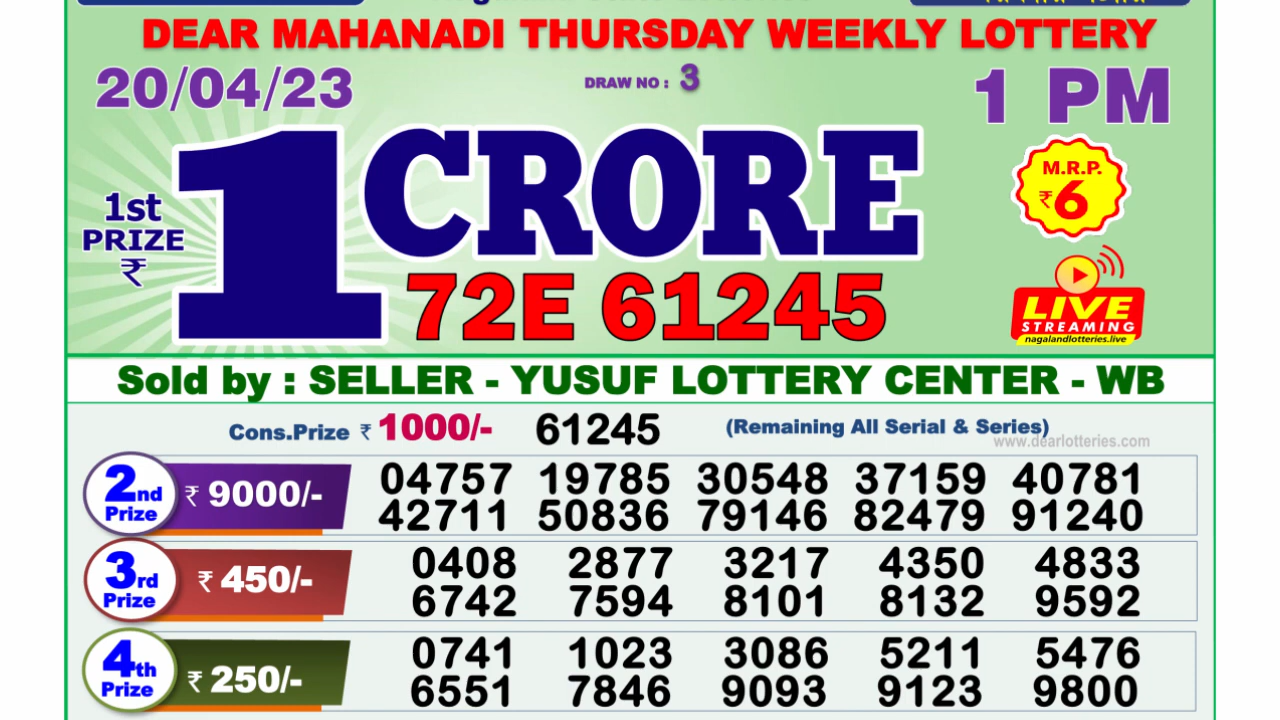 DEAR MAHANADI THURSDAY WEEKLY LOTTERY
20/04/23
DRAW NO : 3
1 PM
1st
PRIZE
₹
1 CRORE
72E 61245
M.R.P.
₹6
LIVE
STREAMING
nagalandlotteries.live
Sold by : SELLER - YUSUF LOTTERY CENTER - WB
Cons.Prize ₹ 1000/- 61245 (Remaining All Serial & Series)
www.dearlotteries.com
2nd Prize ₹ 9000/-
04757 19785 30548 37159 40781
42711 50836 79146 82479 91240
3rd Prize ₹ 450/-
0408 2877 3217 4350 4833
6742 7594 8101 8132 9592
4th Prize ₹ 250/-
0741 1023 3086 5211 5476
6551 7846 9093 9123 9800